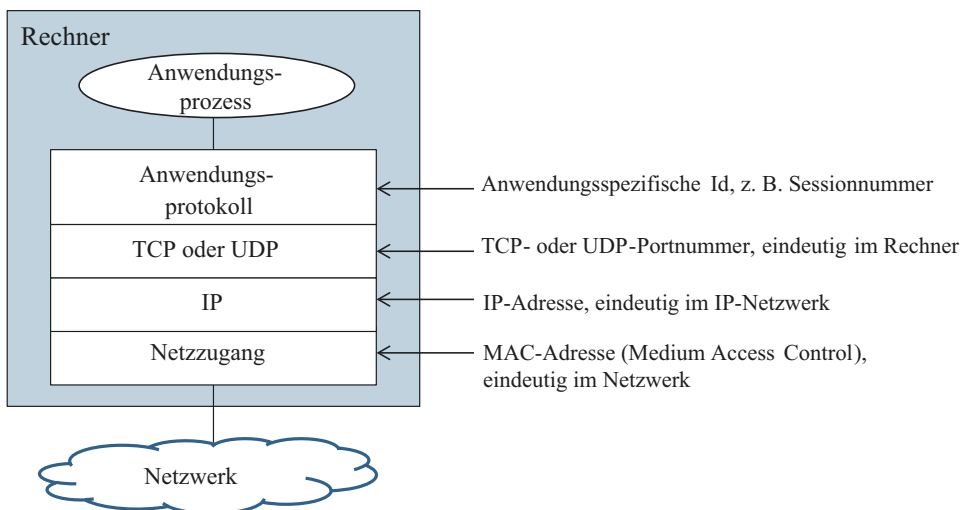 Rechner
Anwendungs-
prozess
Anwendungs-
protokoll
Anwendungsspezifische Id, z. B. Sessionnummer
TCP oder UDP
TCP- oder UDP-Portnummer, eindeutig im Rechner
IP
IP-Adresse, eindeutig im IP-Netzwerk
Netzzugang
MAC-Adresse (Medium Access Control),
eindeutig im Netzwerk
Netzwerk